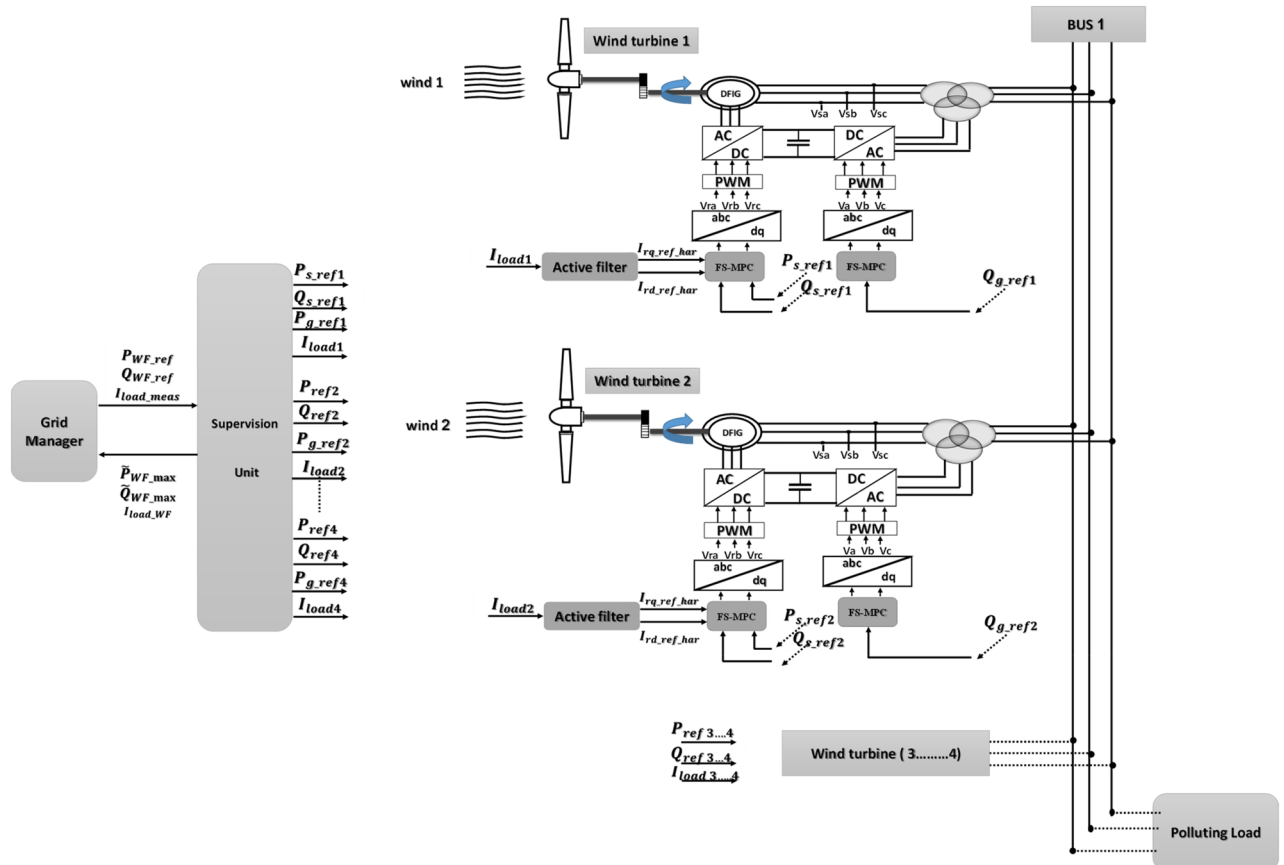 BUS 1
Wind turbine 1
wind 1
DFIG
Vsa Vsb Vsc
AC
DC
DC
AC
PWM
PWM
Vra Vrb Vrc
Va Vb Vc
abc
dq
abc
dq
I_load1
Active filter
I_rq_ref_har
I_rd_ref_har
FS-MPC
P_s_ref1
Q_s_ref1
FS-MPC
Q_g_ref1
Grid
Manager
P_WF_ref
Q_WF_ref
I_load_meas
P̃_WF_max
Q̃_WF_max
I_load_WF
Supervision
Unit
P_s_ref1
Q_s_ref1
P_g_ref1
I_load1
P_ref2
Q_ref2
P_g_ref2
I_load2
P_ref4
Q_ref4
P_g_ref4
I_load4
Wind turbine 2
wind 2
DFIG
Vsa Vsb Vsc
AC
DC
DC
AC
PWM
PWM
Vra Vrb Vrc
Va Vb Vc
abc
dq
abc
dq
I_load2
Active filter
I_rq_ref_har
I_rd_ref_har
FS-MPC
P_s_ref2
Q_s_ref2
FS-MPC
Q_g_ref2
P_ref 3....4
Q_ref 3...4
I_load 3.....4
Wind turbine ( 3.........4)
Polluting Load